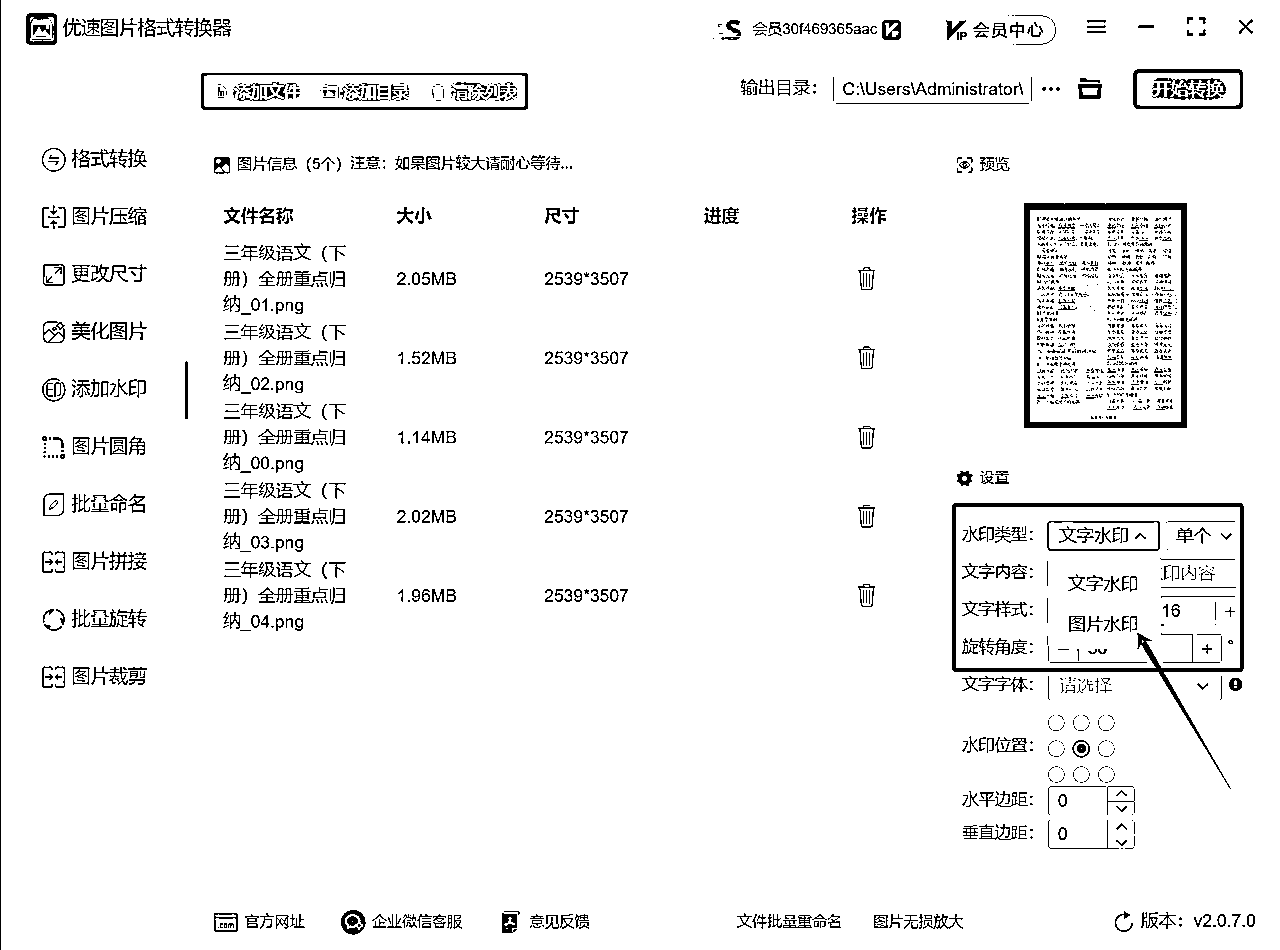 优速图片格式转换器
会员30f469365aac
VIP 会员中心
添加文件 添加目录 清除列表
输出目录： C:\Users\Administrator\ ···
开始转换
格式转换
图片压缩
更改尺寸
美化图片
添加水印
图片圆角
批量命名
图片拼接
批量旋转
图片裁剪
图片信息（5个）注意：如果图片较大请耐心等待...
文件名称 大小 尺寸 进度 操作
三年级语文（下
册）全册重点归 2.05MB 2539*3507
纳_01.png
三年级语文（下
册）全册重点归 1.52MB 2539*3507
纳_02.png
三年级语文（下
册）全册重点归 1.14MB 2539*3507
纳_00.png
三年级语文（下
册）全册重点归 2.02MB 2539*3507
纳_03.png
三年级语文（下
册）全册重点归 1.96MB 2539*3507
纳_04.png
预览
设置
水印类型： 文字水印 单个
文字内容： 印内容
文字水印
文字样式： 16 +
图片水印
旋转角度： − +  °
文字字体： 请选择
水印位置：
水平边距： 0
垂直边距： 0
官方网址 企业微信客服 意见反馈 文件批量重命名 图片无损放大 版本：v2.0.7.0